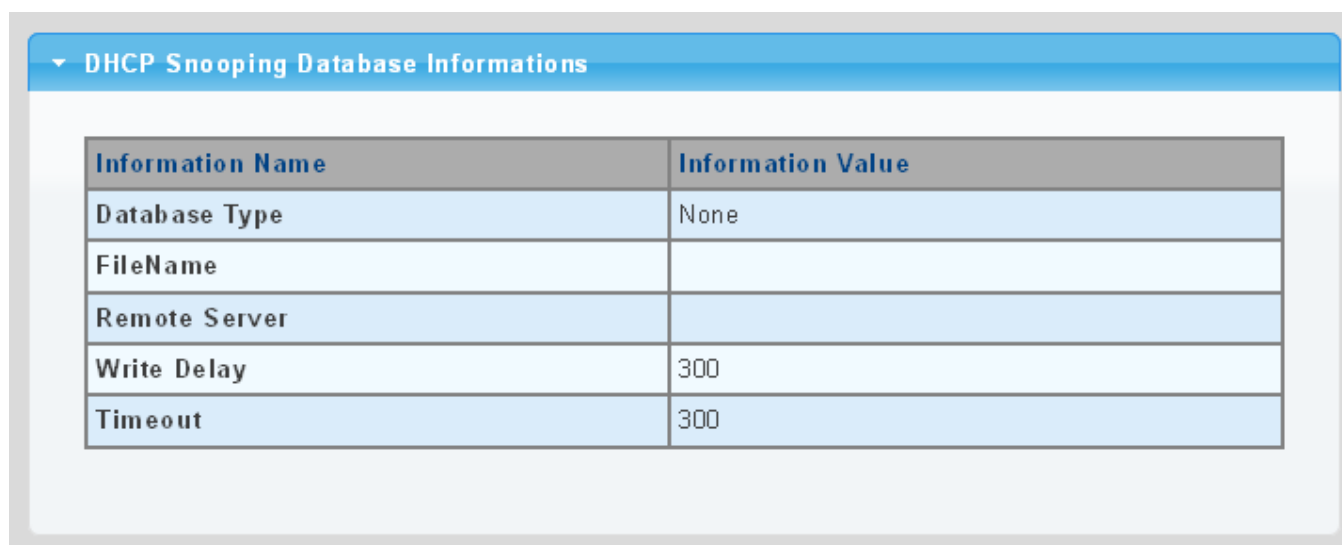 DHCP Snooping Database Informations
Information Name Information Value
Database Type None
FileName
Remote Server
Write Delay 300
Timeout 300